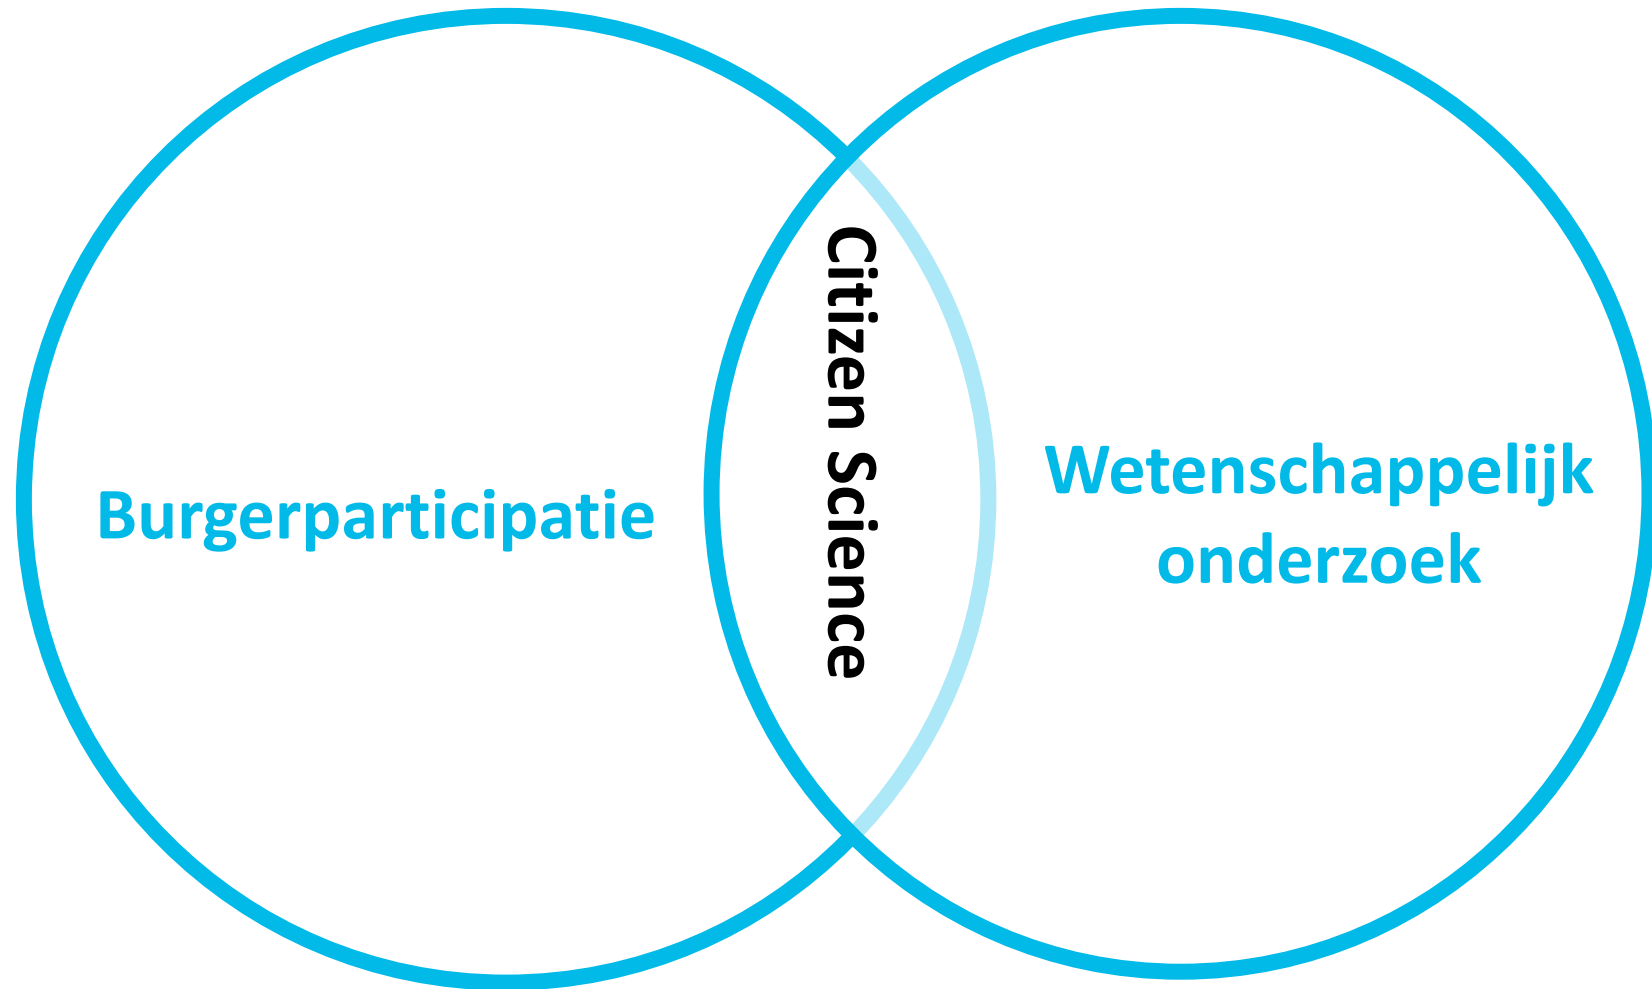 Burgerparticipatie
Citizen Science
Wetenschappelijk
onderzoek